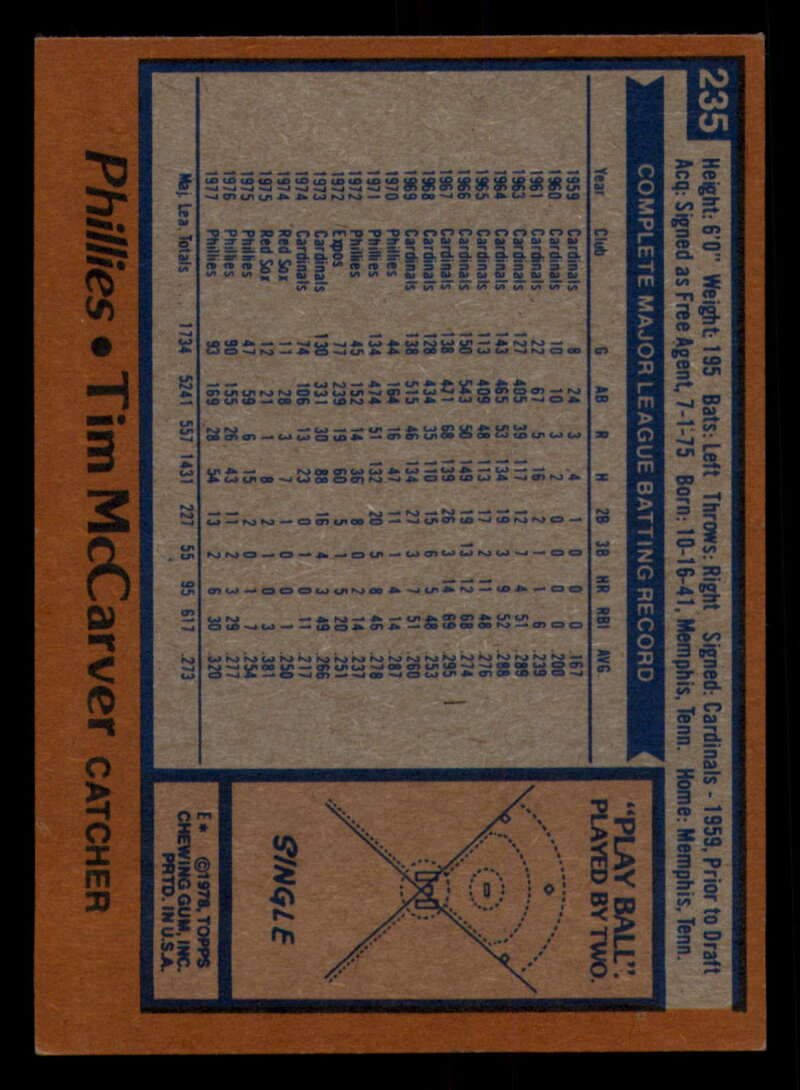 235
Height: 6'0" Weight: 195 Bats: Left Throws: Right Signed: Cardinals - 1959, Prior to Draft
Acq: Signed as Free Agent, 7-1-75 Born: 10-16-41, Memphis, Tenn. Home: Memphis, Tenn.
COMPLETE MAJOR LEAGUE BATTING RECORD
Year Club G AB R H 2B 3B HR RBI AVG
1959 Cardinals 8 24 3 4 1 0 0 0 .167
1960 Cardinals 10 10 3 2 0 0 0 0 .200
1961 Cardinals 22 67 5 16 2 1 1 6 .239
1963 Cardinals 127 405 39 117 12 7 4 51 .289
1964 Cardinals 143 465 53 134 19 3 9 52 .288
1965 Cardinals 113 409 48 113 17 2 11 48 .276
1966 Cardinals 150 543 50 149 19 13 12 68 .274
1967 Cardinals 138 471 68 139 26 3 14 69 .295
1968 Cardinals 128 434 35 110 15 6 5 48 .253
1969 Cardinals 138 515 46 134 27 3 7 51 .260
1970 Phillies 44 164 16 47 11 1 4 14 .287
1971 Phillies 134 474 51 132 20 5 8 46 .278
1972 Phillies 45 152 14 36 8 0 2 14 .237
1972 Expos 77 239 19 60 5 1 5 20 .251
1973 Cardinals 130 331 30 88 16 4 3 49 .266
1974 Cardinals 74 106 13 23 0 1 0 11 .217
1974 Red Sox 11 28 3 7 1 0 0 1 .250
1975 Red Sox 12 21 1 8 2 1 0 3 .381
1975 Phillies 47 59 6 15 2 0 1 7 .254
1976 Phillies 90 155 26 43 11 2 3 29 .277
1977 Phillies 93 169 28 54 13 2 6 30 .320
Maj. Lea. Totals 1734 5241 557 1431 227 55 95 617 .273
"PLAY BALL":
PLAYED BY TWO.
SINGLE
E* ©1978, TOPPS
CHEWING GUM, INC.
PRTD. IN U.S.A.
Phillies • Tim McCarver CATCHER